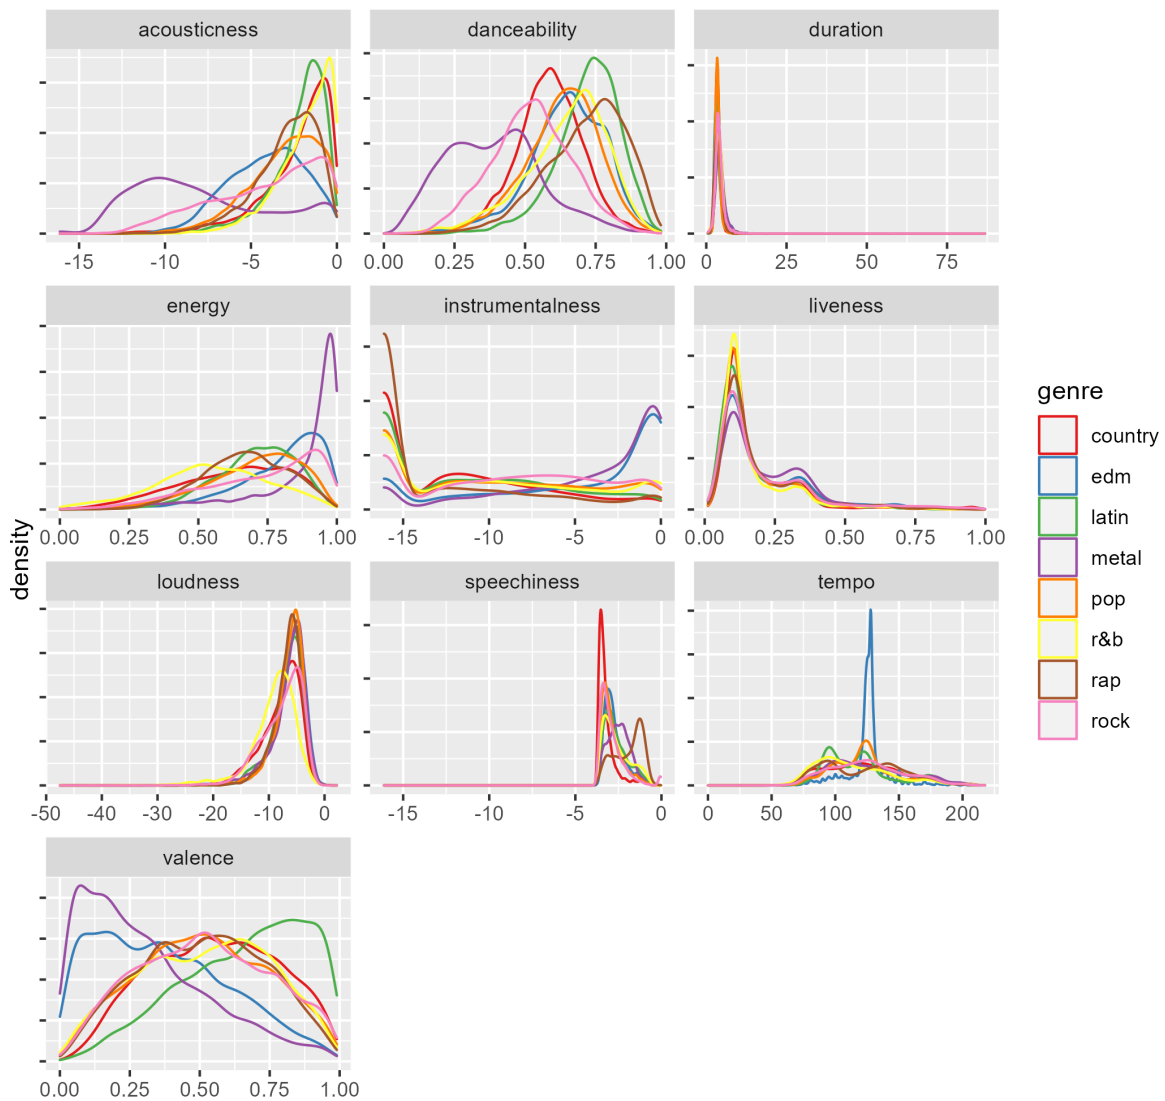 acousticness danceability duration
-15 -10 -5 0 0.00 0.25 0.50 0.75 1.00 0 25 50 75
energy instrumentalness liveness
0.00 0.25 0.50 0.75 1.00 -15 -10 -5 0 0.00 0.25 0.50 0.75 1.00
loudness speechiness tempo
-50 -40 -30 -20 -10 0 -15 -10 -5 0 0 50 100 150 200
valence
0.00 0.25 0.50 0.75 1.00
density
genre
country
edm
latin
metal
pop
r&b
rap
rock